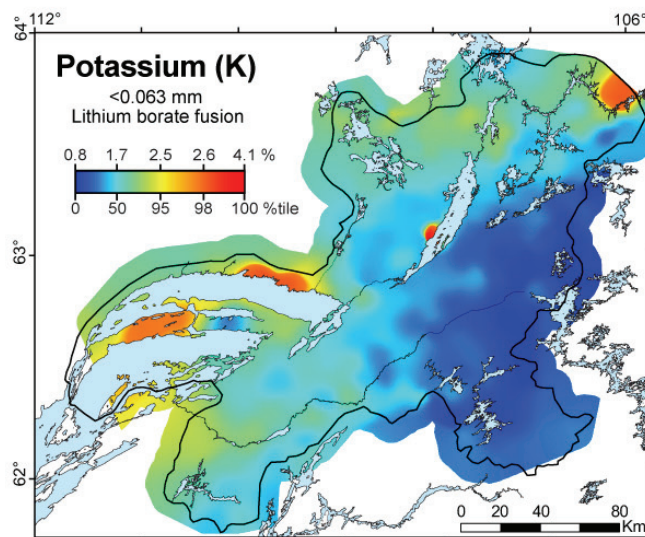 112° 106°
64°
Potassium (K)
<0.063 mm
Lithium borate fusion
0.8 1.7 2.5 2.6 4.1 %
0 50 95 98 100 %tile
63°
62°
0 20 40 60 80
Km